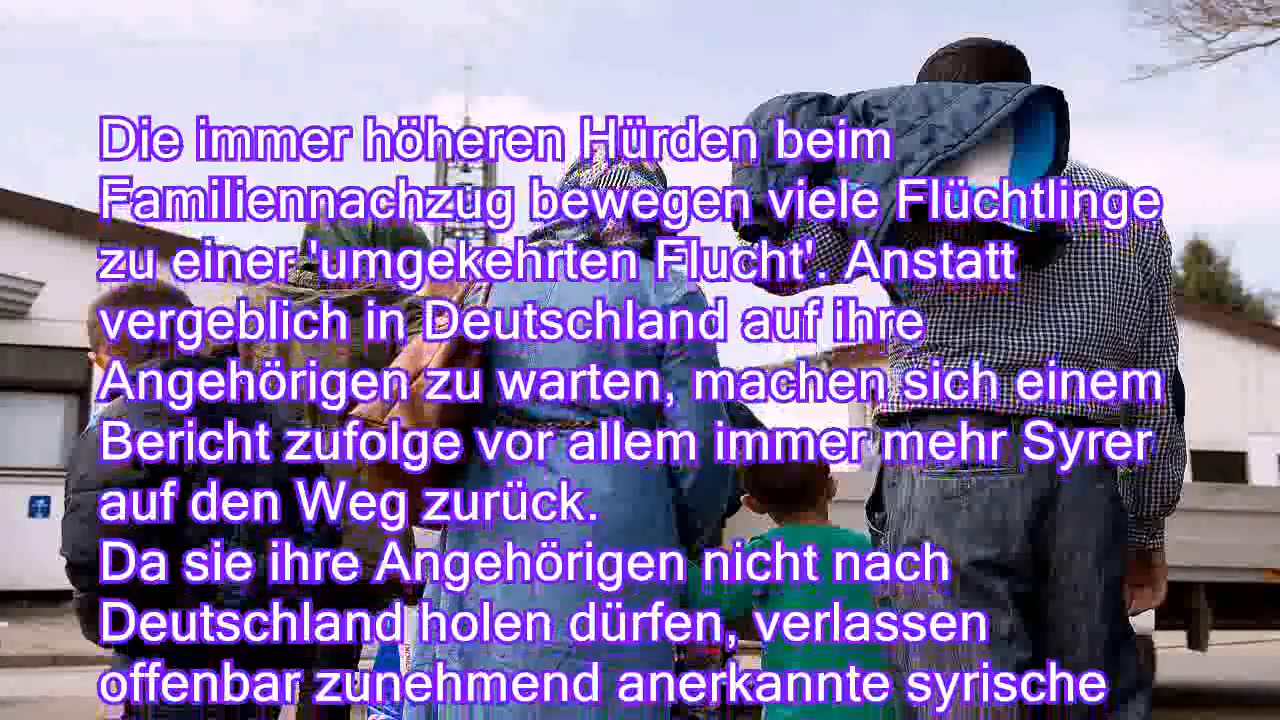 Die immer höheren Hürden beim
Familiennachzug bewegen viele Flüchtlinge
zu einer 'umgekehrten Flucht'. Anstatt
vergeblich in Deutschland auf ihre
Angehörigen zu warten, machen sich einem
Bericht zufolge vor allem immer mehr Syrer
auf den Weg zurück.
Da sie ihre Angehörigen nicht nach
Deutschland holen dürfen, verlassen
offenbar zunehmend anerkannte syrische